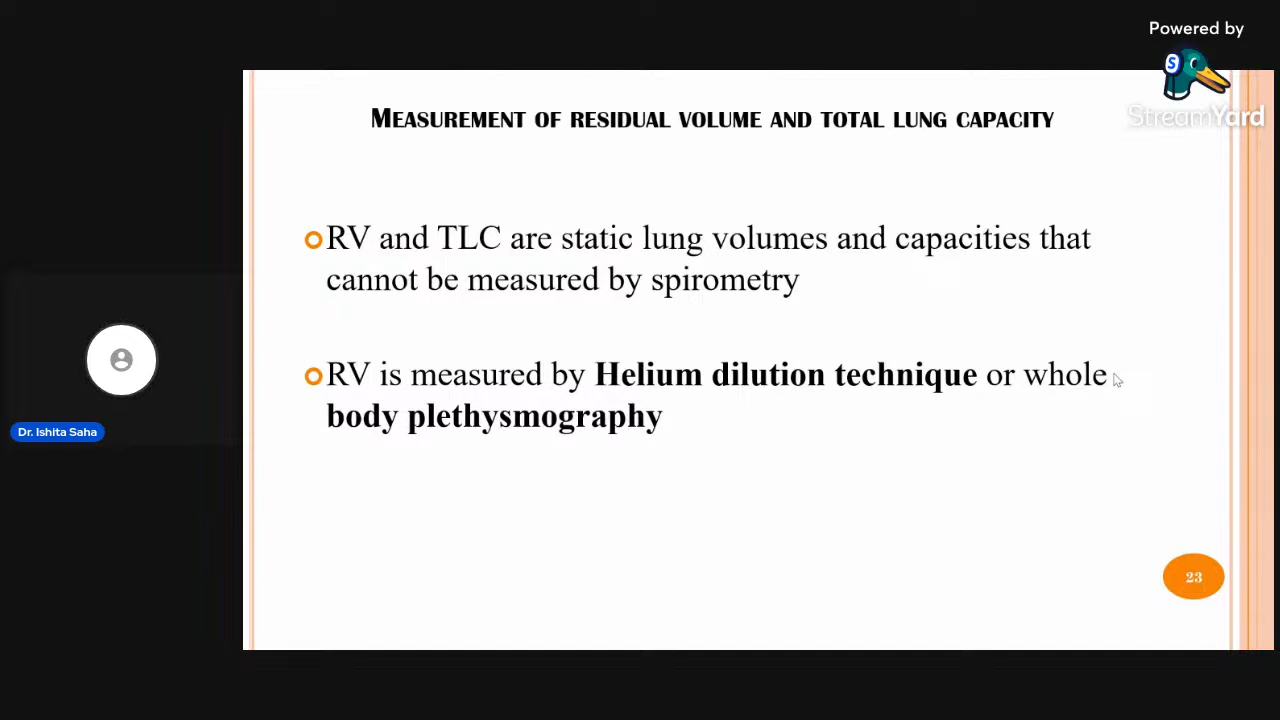 Powered by
StreamYard
MEASUREMENT OF RESIDUAL VOLUME AND TOTAL LUNG CAPACITY
RV and TLC are static lung volumes and capacities that
cannot be measured by spirometry
RV is measured by Helium dilution technique or whole
body plethysmography
Dr. Ishita Saha
23